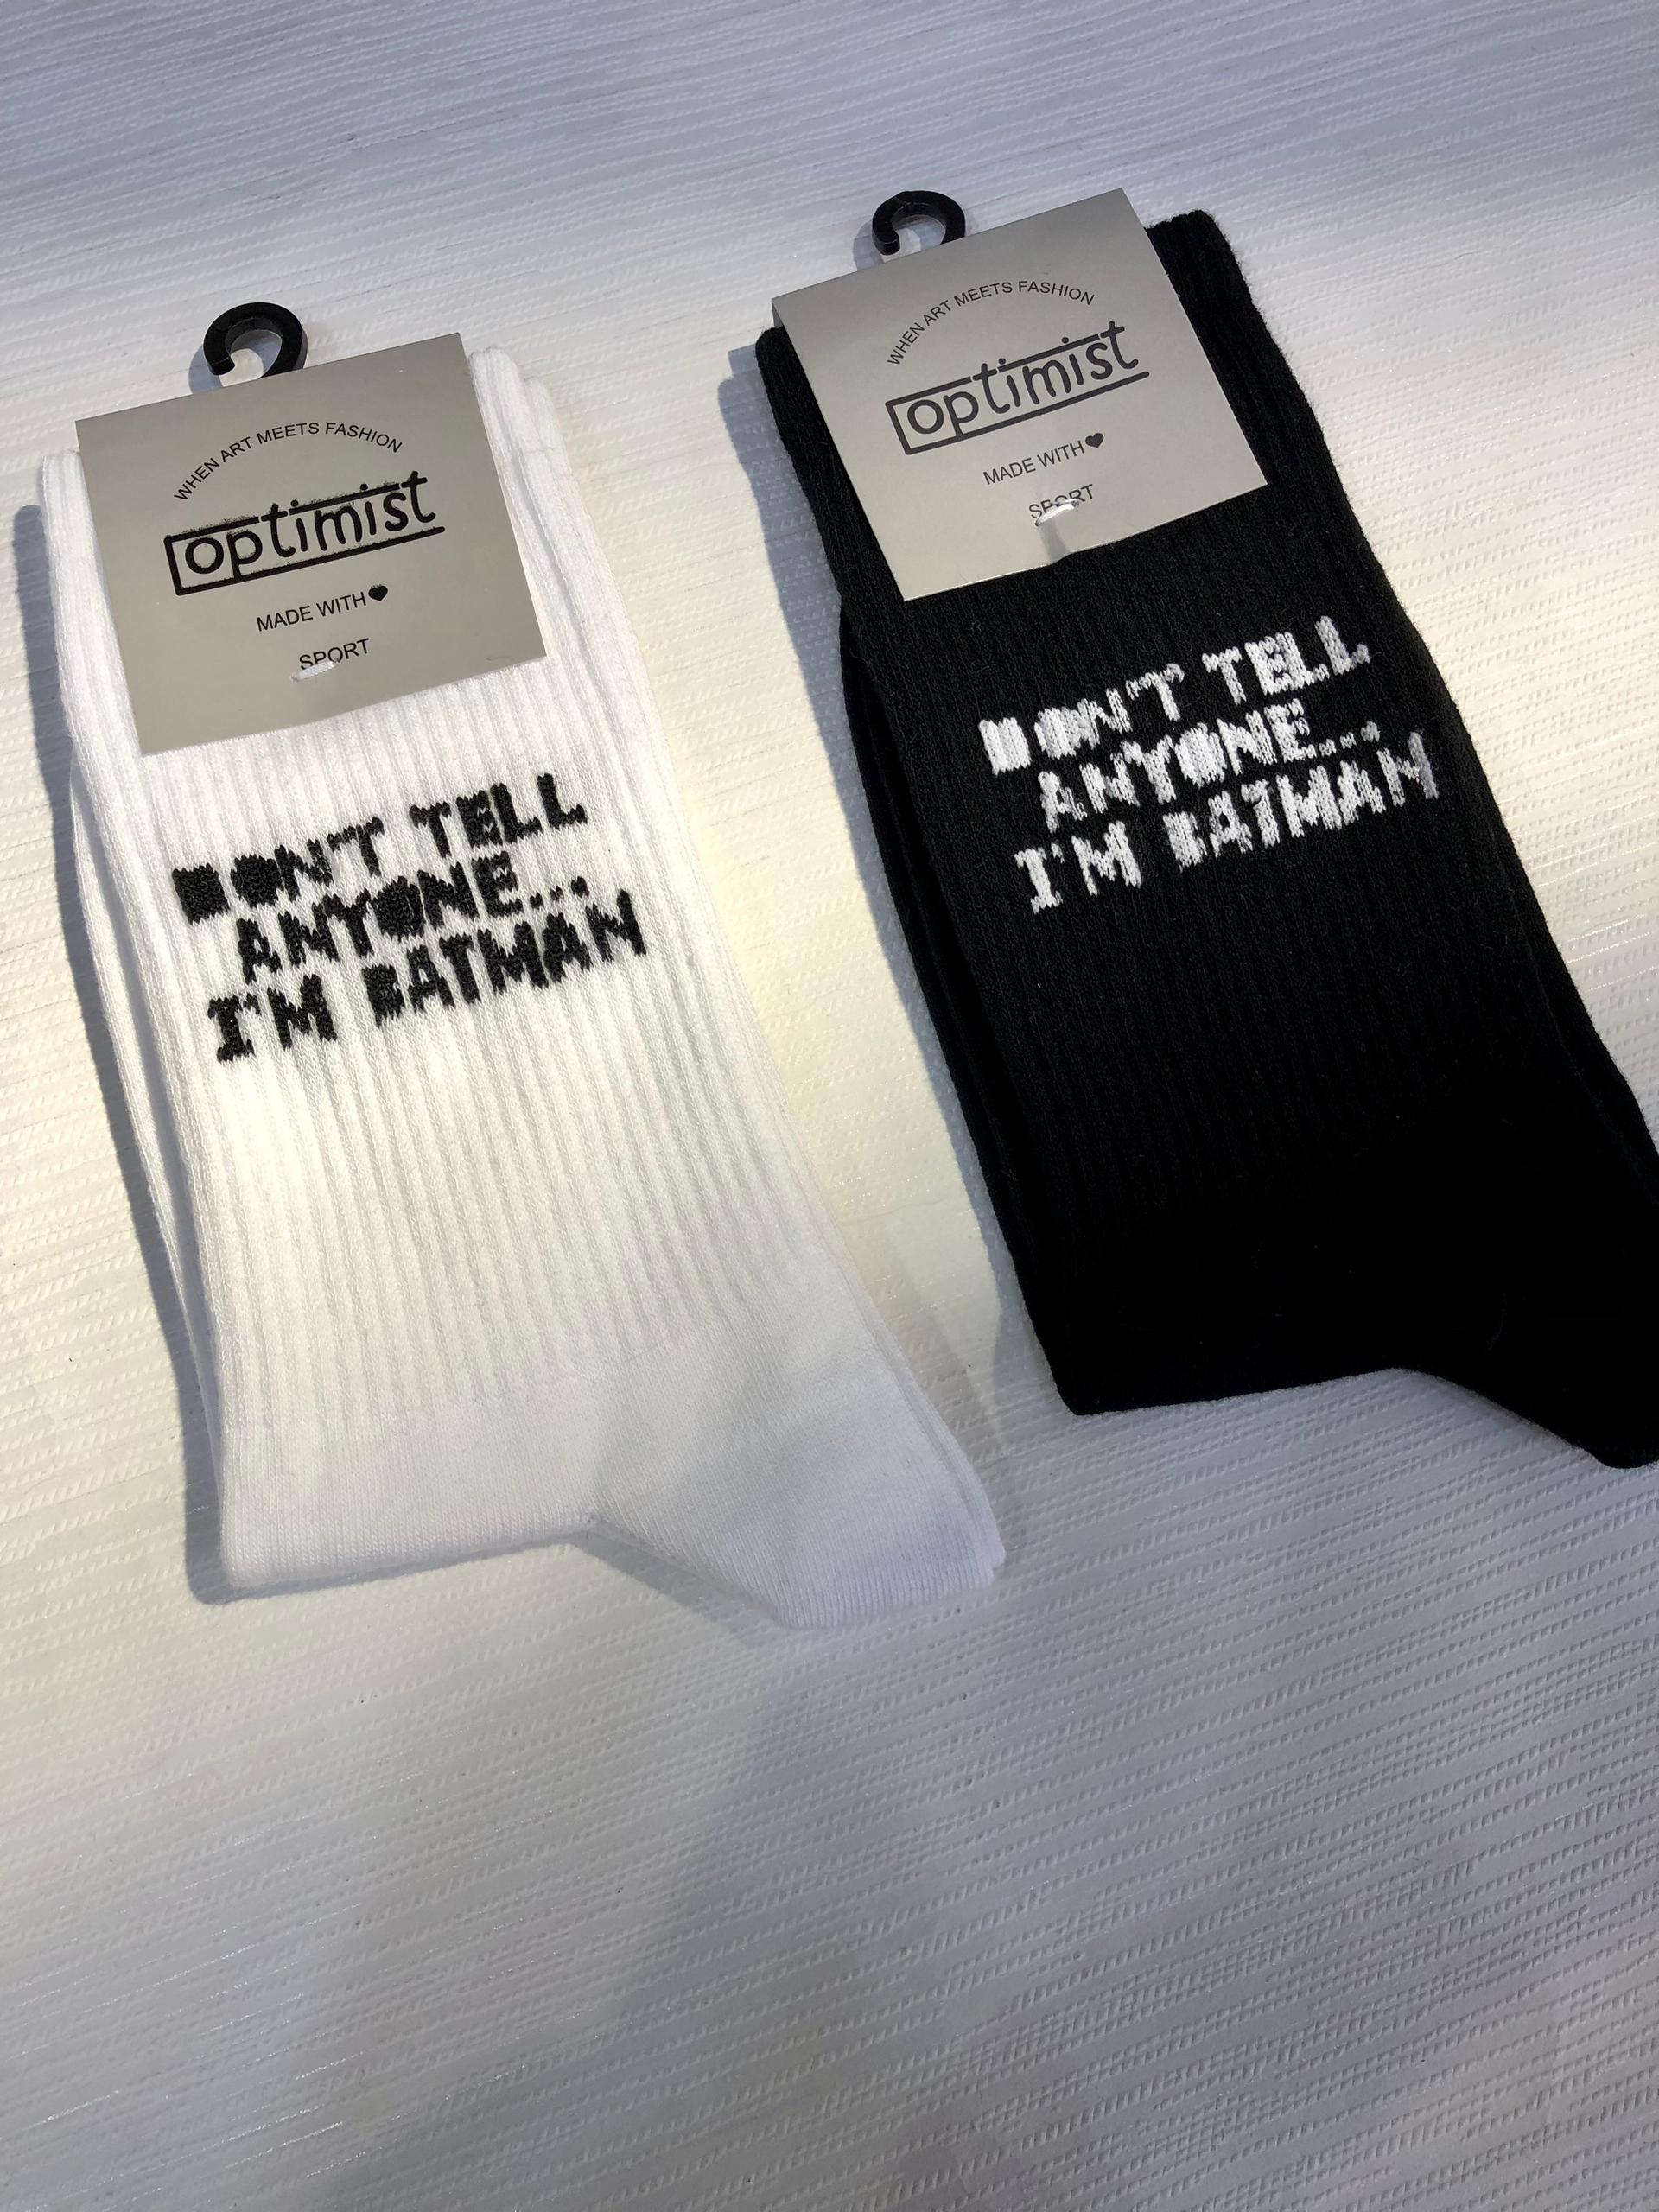 WHEN ART MEETS FASHION
optimist
MADE WITH ♥
SPORT
DON'T TELL
ANYONE...
I'M BATMAN
WHEN ART MEETS FASHION
optimist
MADE WITH ♥
SPORT
DON'T TELL
ANYONE...
I'M BATMAN